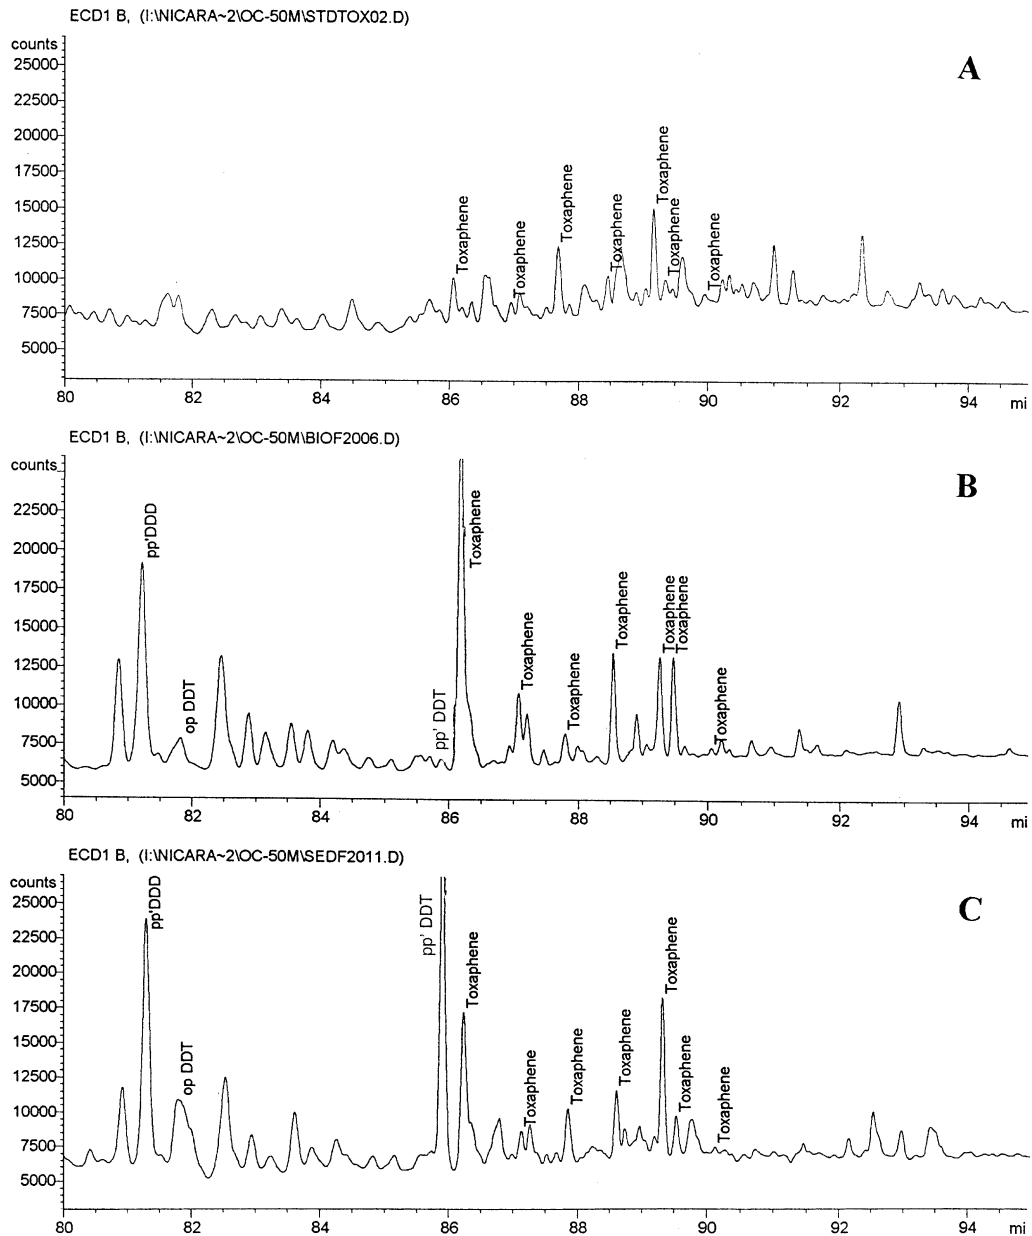 ECD1 B, (I:\NICARA~2\OC-50M\STDTOX02.D)
counts
A
25000
22500
20000
17500
15000
12500
10000
7500
5000
Toxaphene
Toxaphene
Toxaphene
Toxaphene
Toxaphene
Toxaphene
Toxaphene
80 82 84 86 88 90 92 94 mi
ECD1 B, (I:\NICARA~2\OC-50M\BIOF2006.D)
counts
B
22500
20000
17500
15000
12500
10000
7500
5000
pp'DDD
op DDT
pp' DDT
Toxaphene
Toxaphene
Toxaphene
Toxaphene
Toxaphene
Toxaphene
Toxaphene
80 82 84 86 88 90 92 94 mi
ECD1 B, (I:\NICARA~2\OC-50M\SEDF2011.D)
counts
C
25000
22500
20000
17500
15000
12500
10000
7500
5000
pp'DDD
op DDT
pp' DDT
Toxaphene
Toxaphene
Toxaphene
Toxaphene
Toxaphene
Toxaphene
Toxaphene
80 82 84 86 88 90 92 94 mi